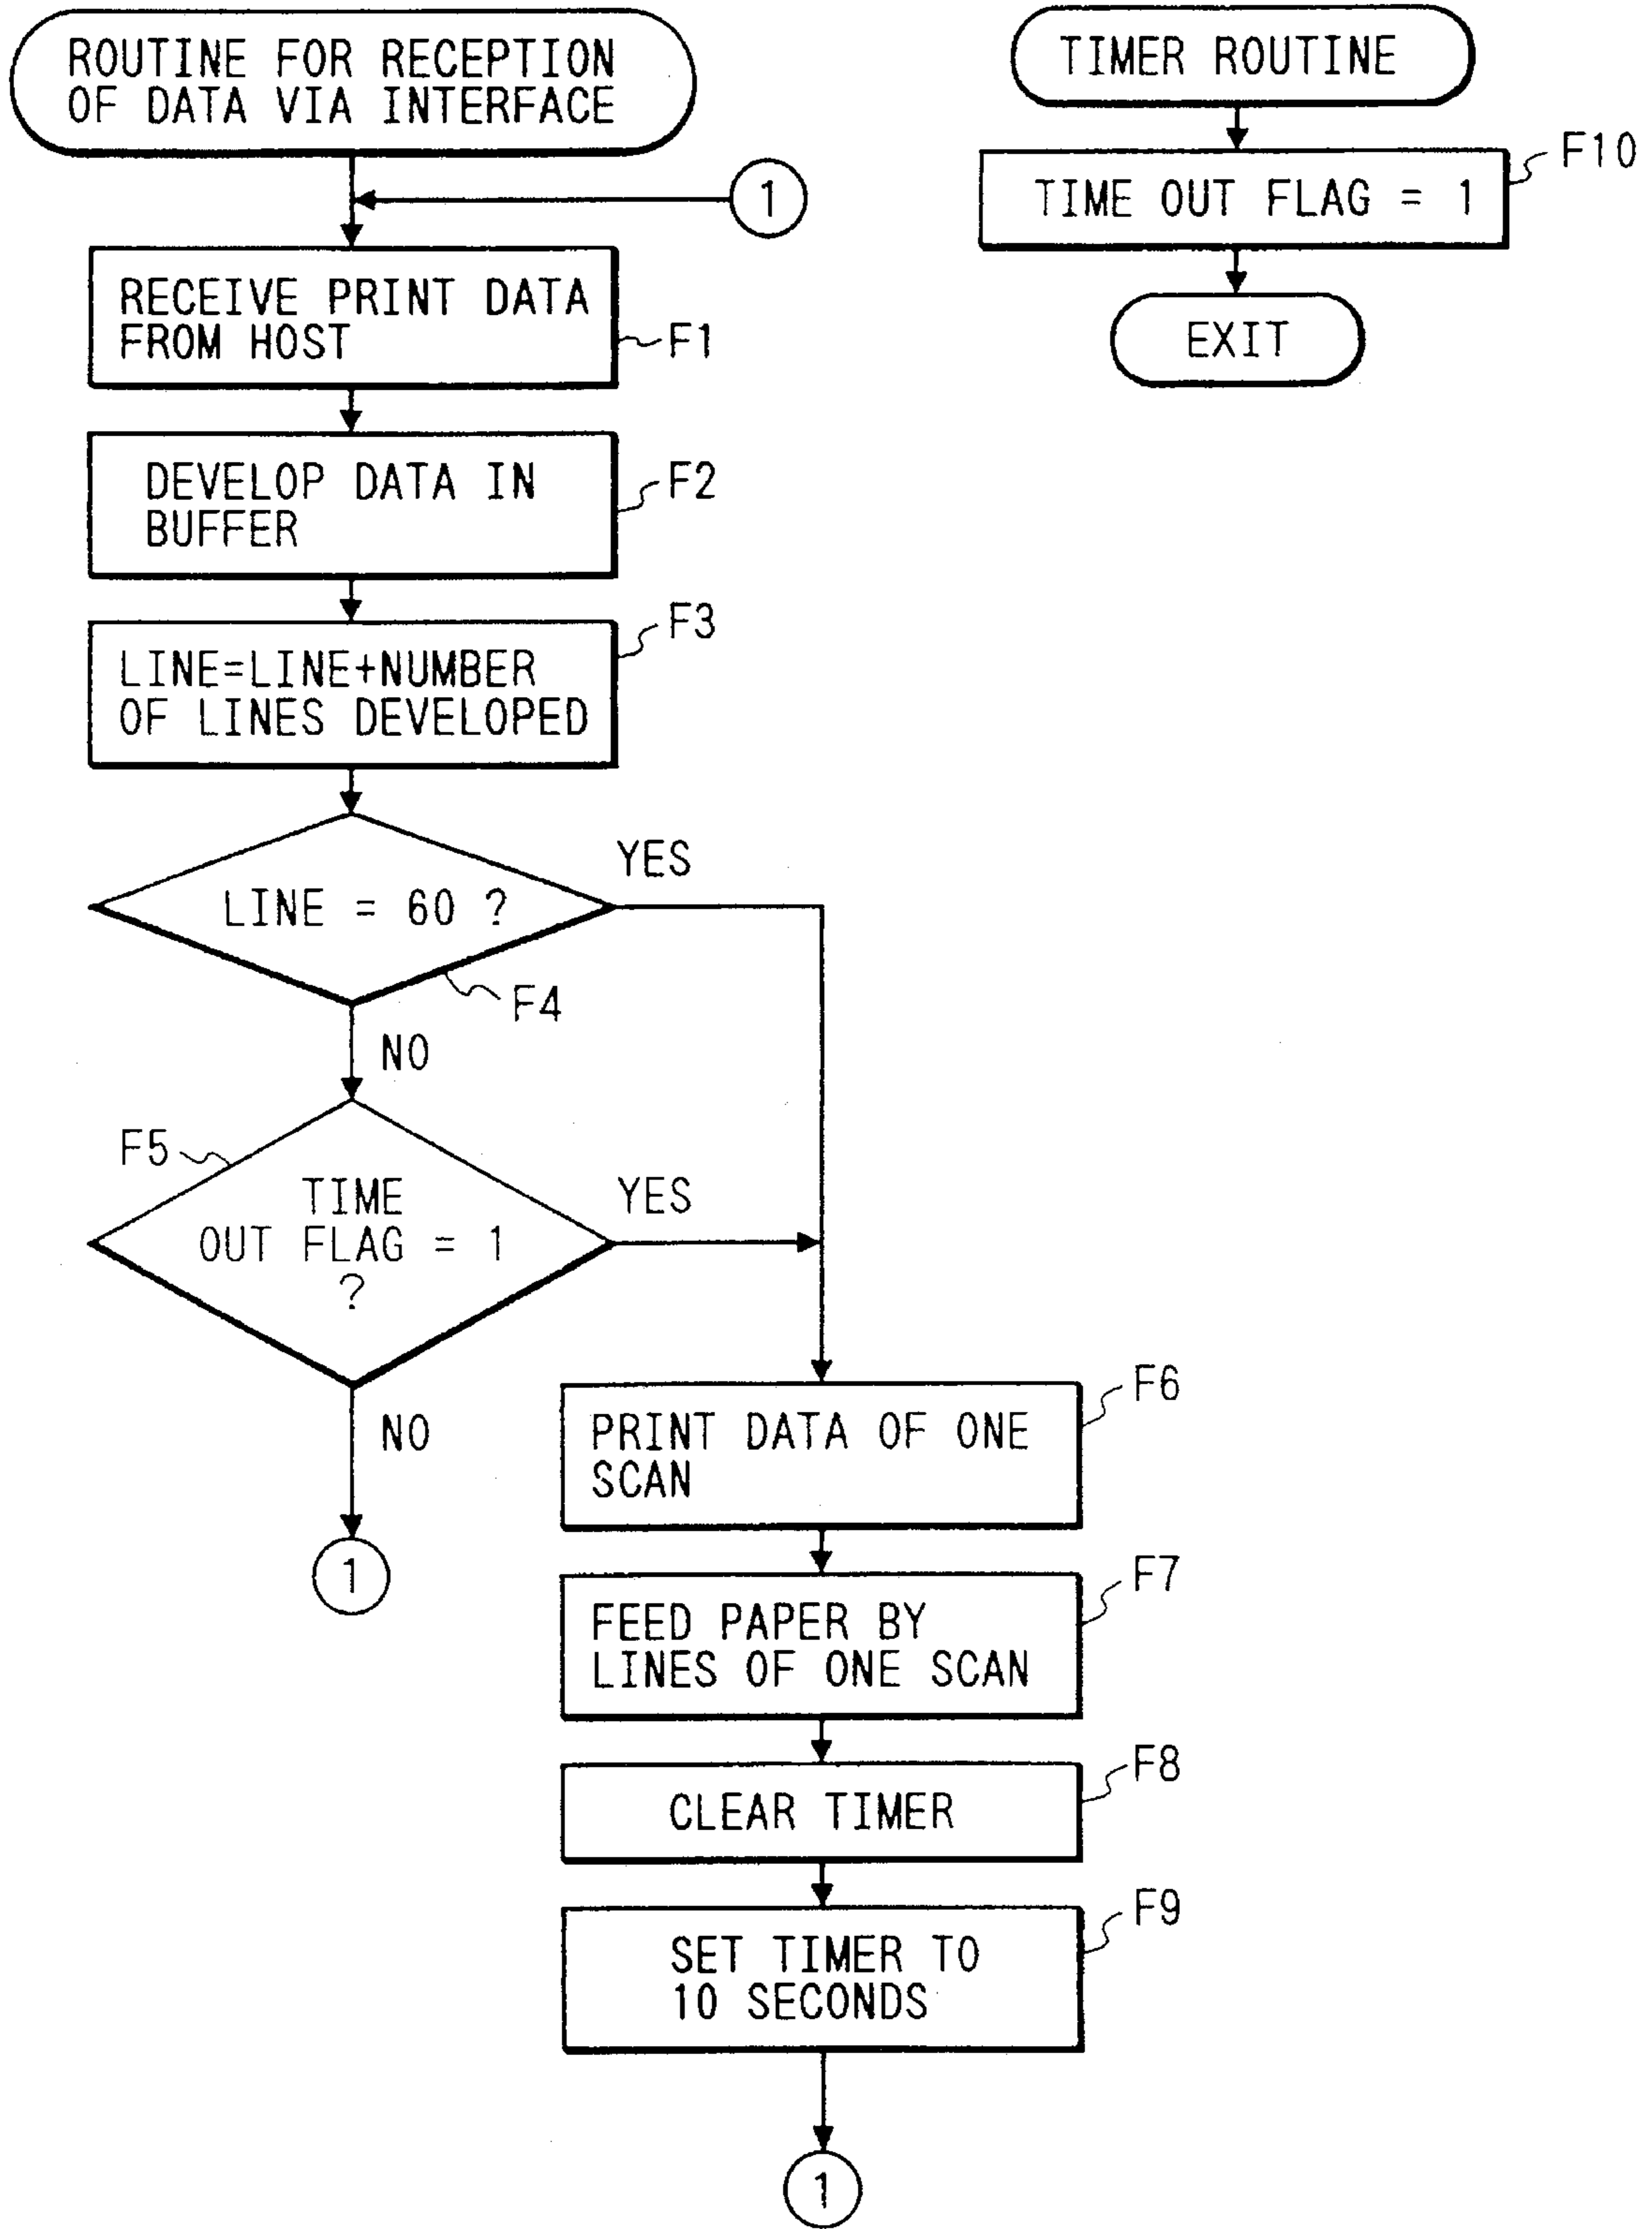 ROUTINE FOR RECEPTION
OF DATA VIA INTERFACE
1
RECEIVE PRINT DATA
FROM HOST
F1
DEVELOP DATA IN
BUFFER
F2
F3
LINE=LINE+NUMBER
OF LINES DEVELOPED
YES
LINE = 60 ?
F4
NO
F5
TIME
OUT FLAG = 1
?
YES
NO
1
F6
PRINT DATA OF ONE
SCAN
F7
FEED PAPER BY
LINES OF ONE SCAN
F8
CLEAR TIMER
F9
SET TIMER TO
10 SECONDS
1
TIMER ROUTINE
F10
TIME OUT FLAG = 1
EXIT